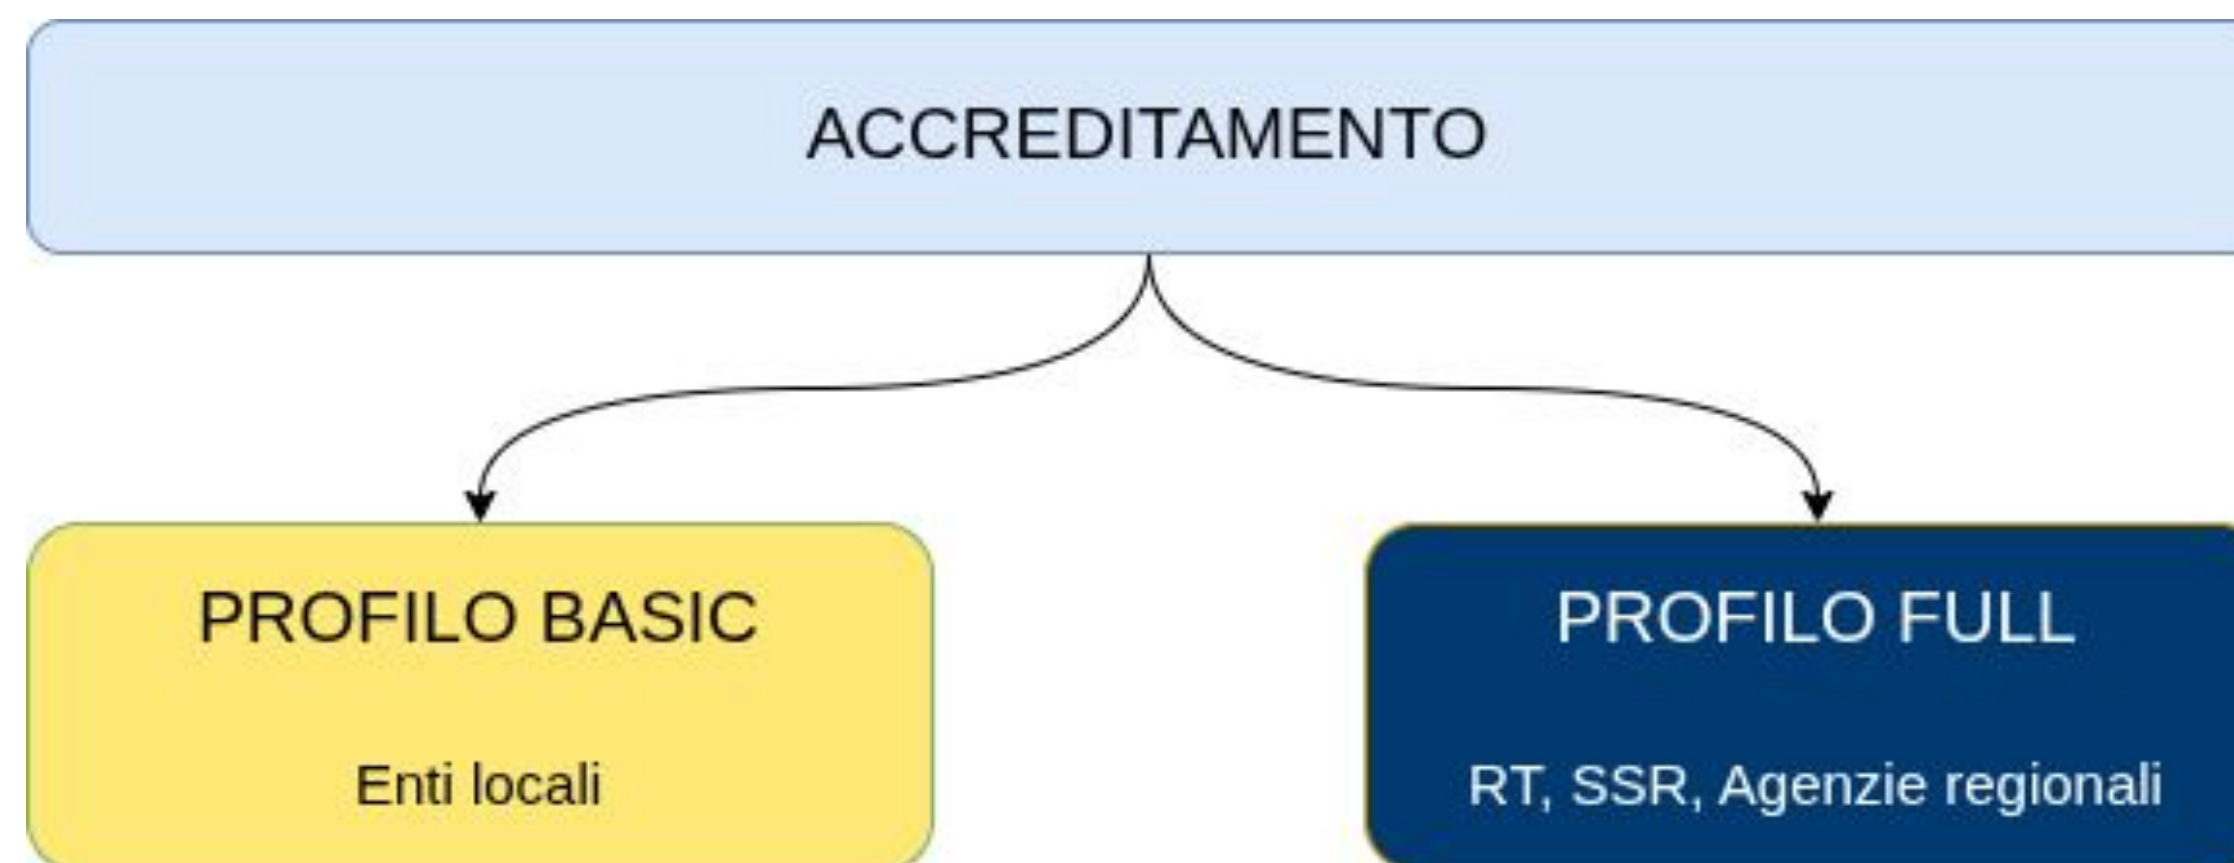 ACCREDITAMENTO
PROFILO BASIC
Enti locali
PROFILO FULL
RT, SSR, Agenzie regionali